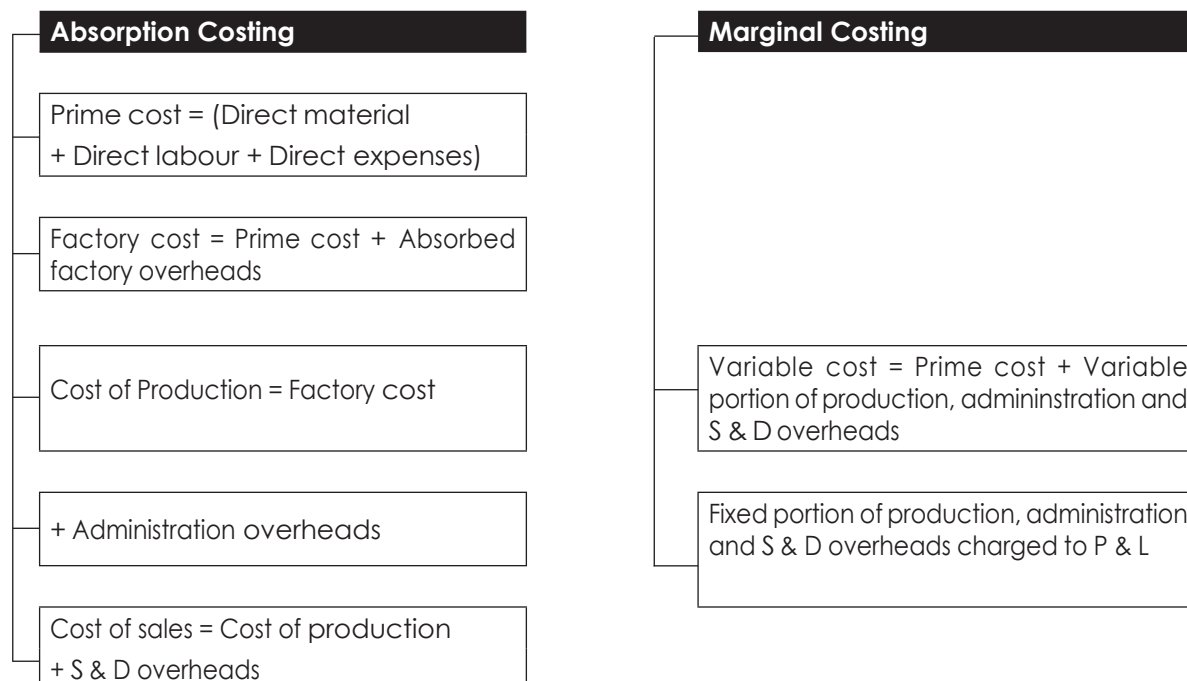 Absorption Costing
Prime cost = (Direct material
+ Direct labour + Direct expenses)
Factory cost = Prime cost + Absorbed
factory overheads
Cost of Production = Factory cost
+ Administration overheads
Cost of sales = Cost of production
+ S & D overheads
Marginal Costing
Variable cost = Prime cost + Variable
portion of production, admininstration and
S & D overheads
Fixed portion of production, administration
and S & D overheads charged to P & L